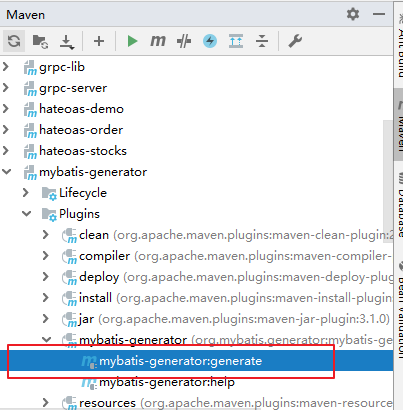 Maven
grpc-lib
grpc-server
hateoas-demo
hateoas-order
hateoas-stocks
mybatis-generator
Lifecycle
Plugins
clean (org.apache.maven.plugins:maven-clean-plugin:2
compiler (org.apache.maven.plugins:maven-compiler-
deploy (org.apache.maven.plugins:maven-deploy-plug
install (org.apache.maven.plugins:maven-install-plugin
jar (org.apache.maven.plugins:maven-jar-plugin:3.1.0)
mybatis-generator (org.mybatis.generator:mybatis-ge
mybatis-generator:generate
mybatis-generator:help
resources (org.apache.maven.plugins:maven-resource
Maven
Database